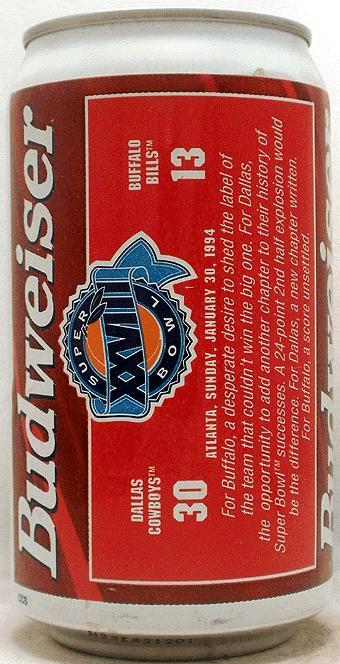 Budweiser
DALLAS
COWBOYS™
30
SUPER
XXVIII
BOWL
BUFFALO
BILLS™
13
ATLANTA, SUNDAY, JANUARY 30, 1994
For Buffalo, a desperate desire to shed the label of
the team that couldn't win the big one. For Dallas,
the opportunity to add another chapter to their history of
Super Bowl™ successes. A 24-point 2nd half explosion would
be the difference. For Dallas, a new chapter written.
For Buffalo, a score unsettled.